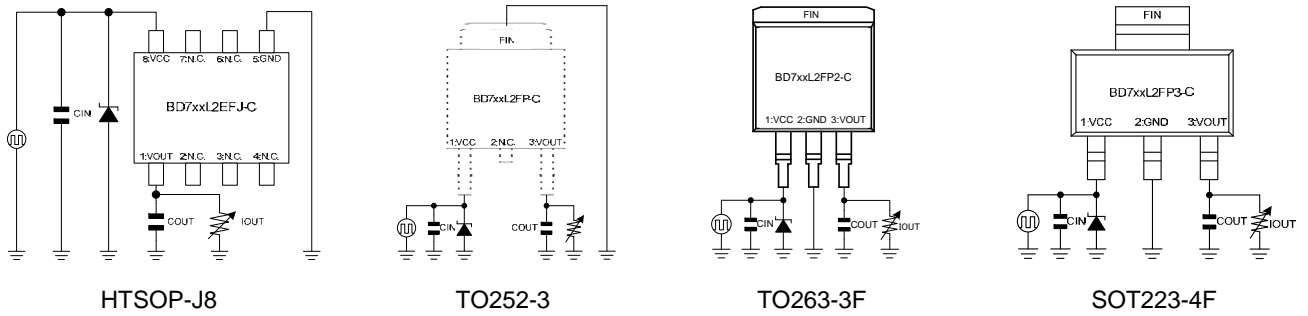 8:VCC 7:N.C. 6:N.C. 5:GND
BD7xxL2EFJ-C
CIN
1:VOUT 2:N.C. 3:N.C. 4:N.C.
COUT
IOUT
HTSOP-J8
FIN
BD7xxL2FP-C
1:VCC 2:N.C. 3:VOUT
CIN
COUT
TO252-3
FIN
BD7xxL2FP2-C
1:VCC 2:GND 3:VOUT
CIN
COUT
IOUT
TO263-3F
FIN
BD7xxL2FP3-C
1:VCC 2:GND 3:VOUT
CIN
COUT
IOUT
SOT223-4F